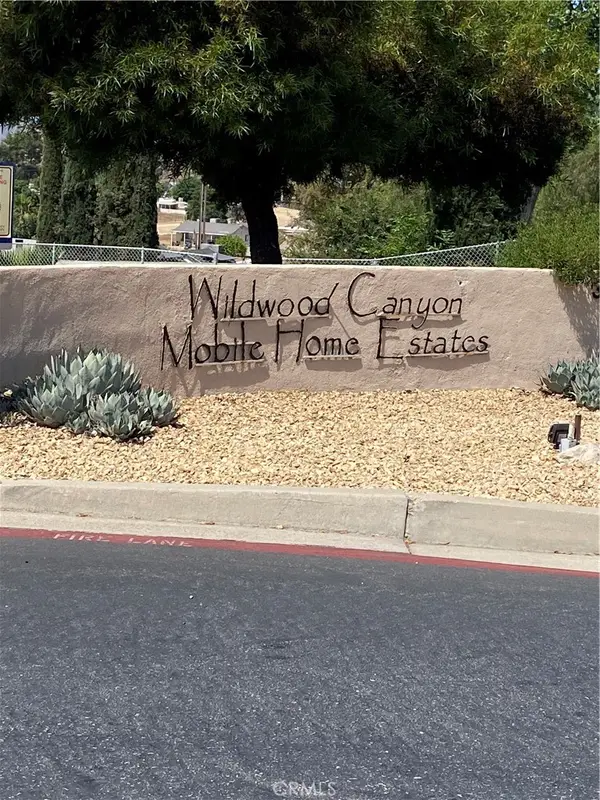 Wildwood Canyon
Mobile Home Estates
FIRE LANE
CRMLS